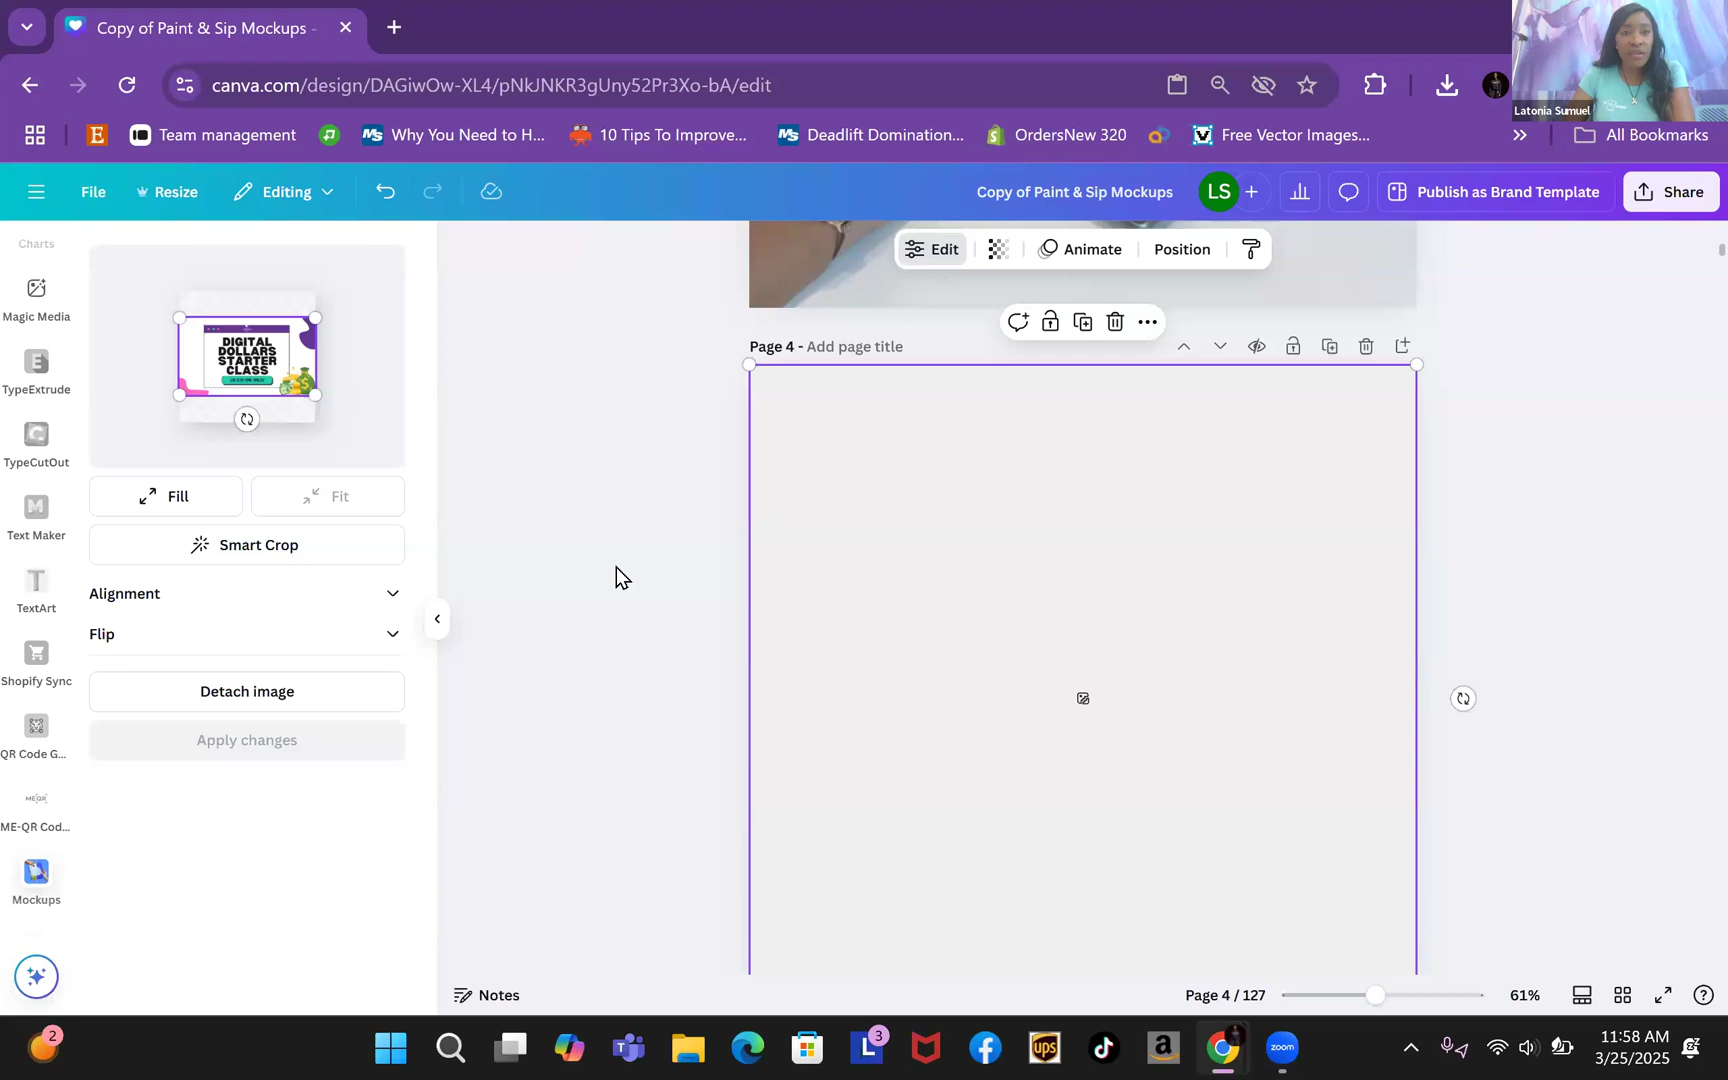 Copy of Paint & Sip Mockups -
canva.com/design/DAGiwOw-XL4/pNkJNKR3gUny52Pr3Xo-bA/edit
Latonia Sumuel
Team management
Why You Need to H...
10 Tips To Improve...
Deadlift Domination...
OrdersNew 320
Free Vector Images...
All Bookmarks
File
Resize
Editing
Copy of Paint & Sip Mockups
LS
Publish as Brand Template
Share
Charts
Magic Media
TypeExtrude
TypeCutOut
Text Maker
TextArt
Shopify Sync
QR Code G...
ME-QR Cod...
Mockups
DIGITAL
DOLLARS
STARTER
CLASS
Fill
Fit
Smart Crop
Alignment
Flip
Detach image
Apply changes
Edit
Animate
Position
Page 4 - Add page title
Notes
Page 4 / 127
61%
2
3
ups
zoom
11:58 AM
3/25/2025